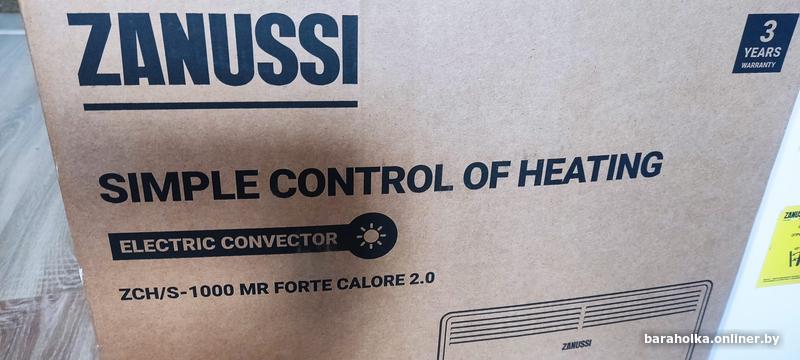 ZANUSSI
3
YEARS
WARRANTY
SIMPLE CONTROL OF HEATING
ELECTRIC CONVECTOR
ZCH/S-1000 MR FORTE CALORE 2.0
ZANUSSI
baraholka.onliner.by